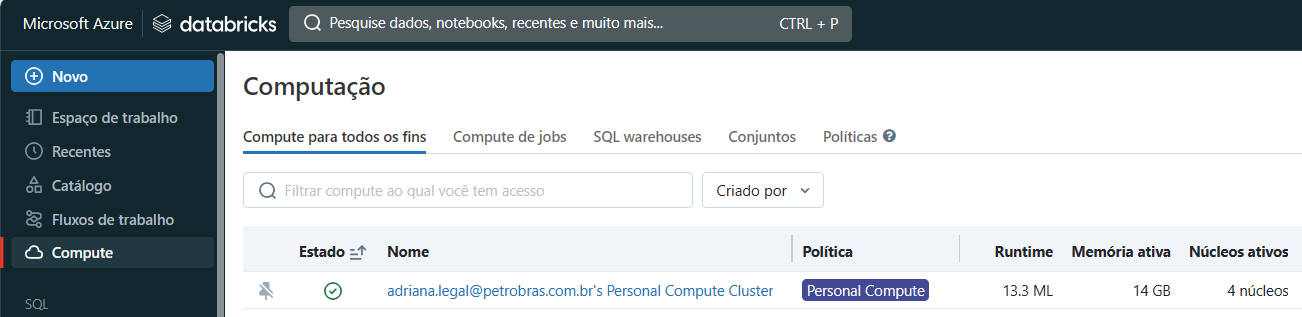 Microsoft Azure databricks Pesquise dados, notebooks, recentes e muito mais... CTRL + P
Novo
Espaço de trabalho
Recentes
Catálogo
Fluxos de trabalho
Compute
SQL
Computação
Compute para todos os fins Compute de jobs SQL warehouses Conjuntos Políticas ?
Filtrar compute ao qual você tem acesso Criado por
Estado Nome Política Runtime Memória ativa Núcleos ativos
adriana.legal@petrobras.com.br's Personal Compute Cluster Personal Compute 13.3 ML 14 GB 4 núcleos